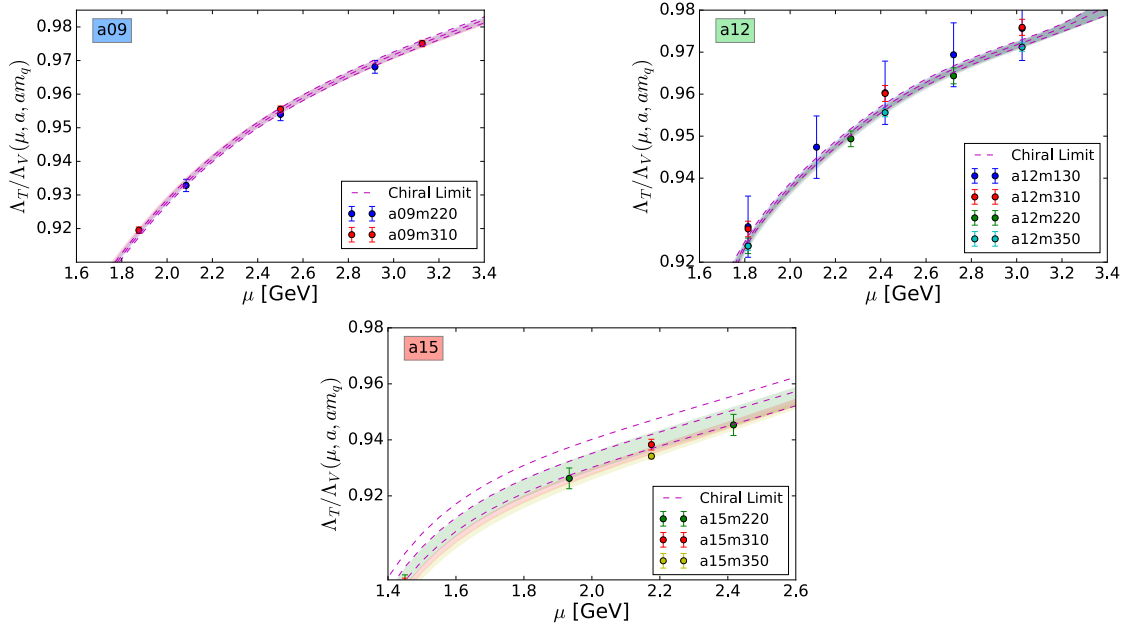 0.98
0.97
0.96
0.95
0.94
0.93
0.92
Λ_T/Λ_V(μ, a, am_q)
a09
Chiral Limit
a09m220
a09m310
1.6 1.8 2.0 2.2 2.4 2.6 2.8 3.0 3.2 3.4
μ [GeV]
0.98
0.97
0.96
0.95
0.94
0.92
Λ_T/Λ_V(μ, a, am_q)
a12
Chiral Limit
a12m130
a12m310
a12m220
a12m350
1.6 1.8 2.0 2.2 2.4 2.6 2.8 3.0 3.2 3.4
μ [GeV]
0.98
0.96
0.94
0.92
Λ_T/Λ_V(μ, a, am_q)
a15
Chiral Limit
a15m220
a15m310
a15m350
1.4 1.6 1.8 2.0 2.2 2.4 2.6
μ [GeV]